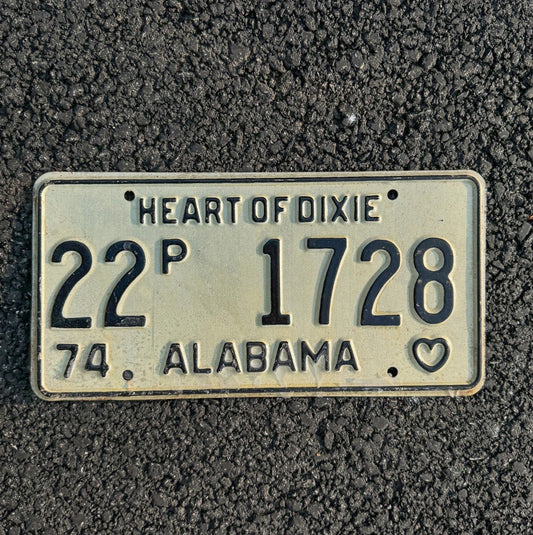 HEART OF DIXIE
22P 1728
74 ALABAMA